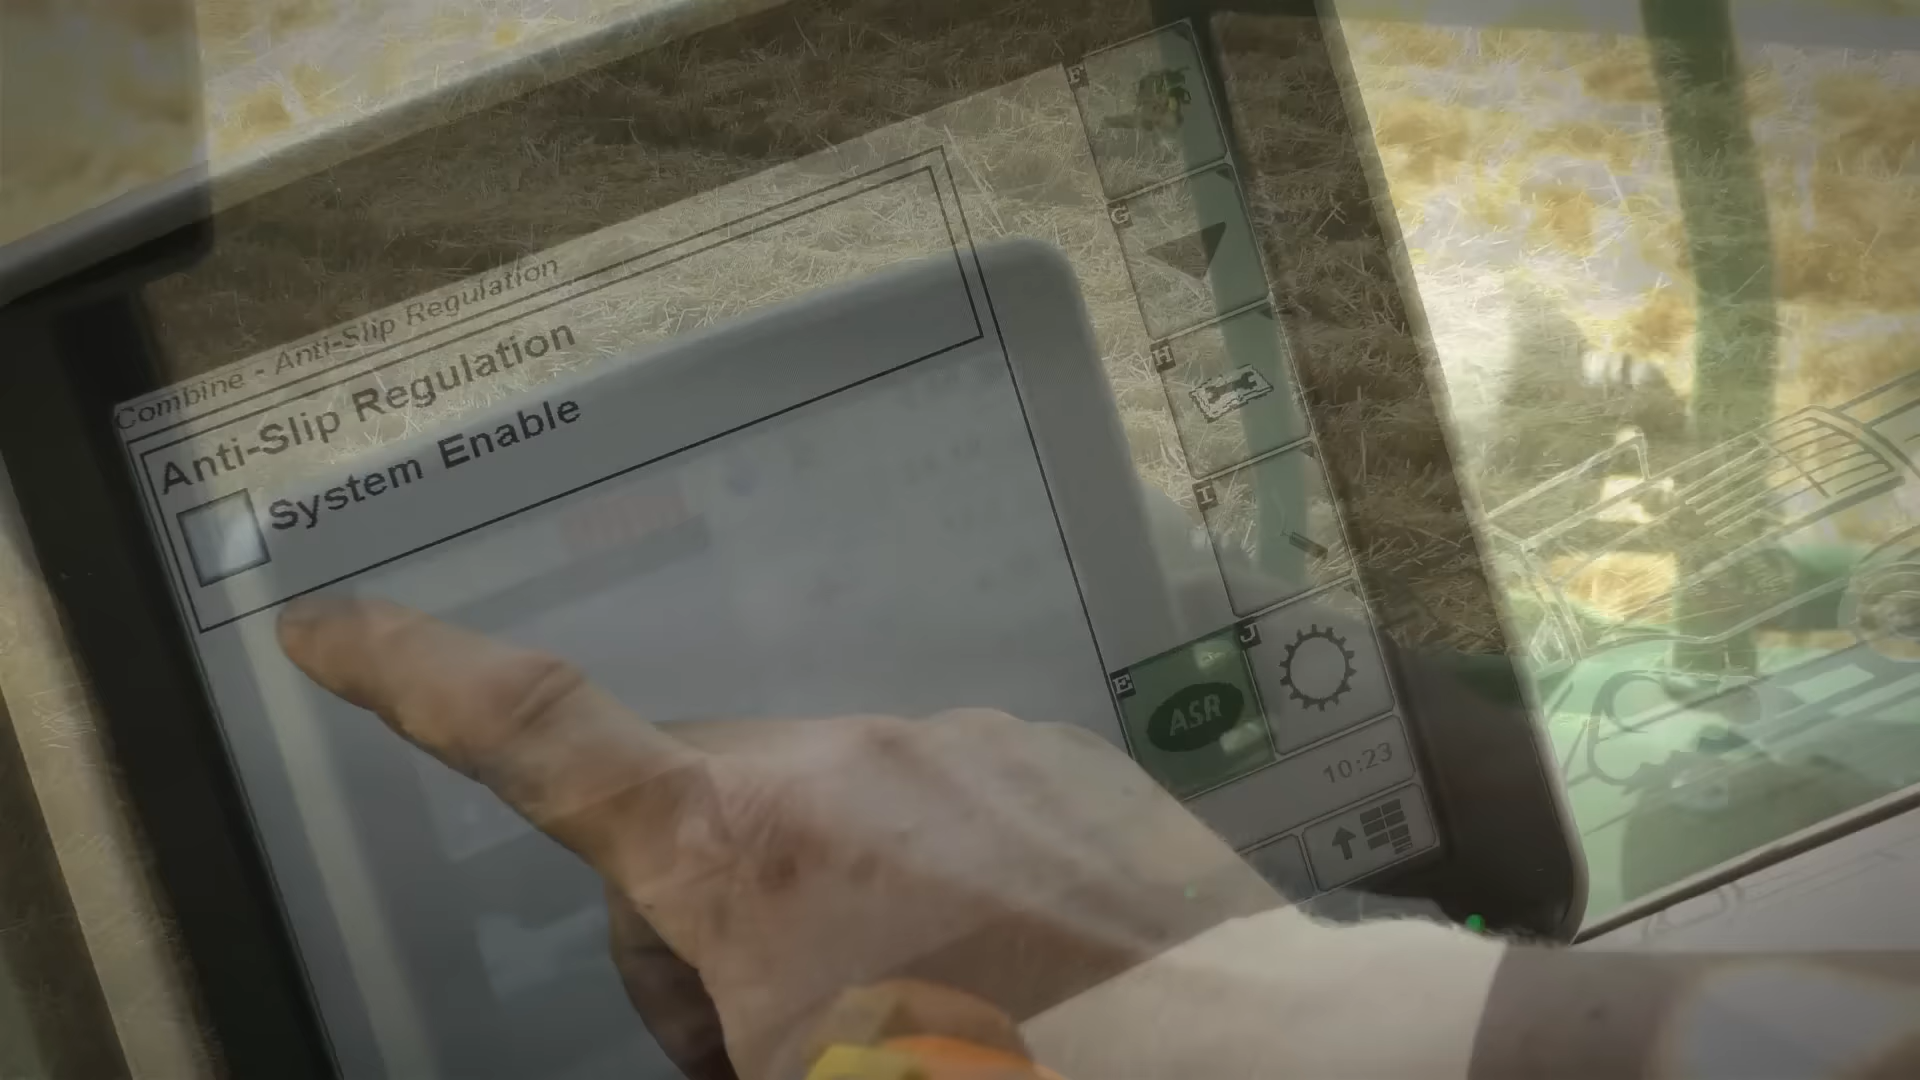 Combine - Anti-Slip Regulation
Anti-Slip Regulation
System Enable
F
G
H
I
J
E
ASR
10:23